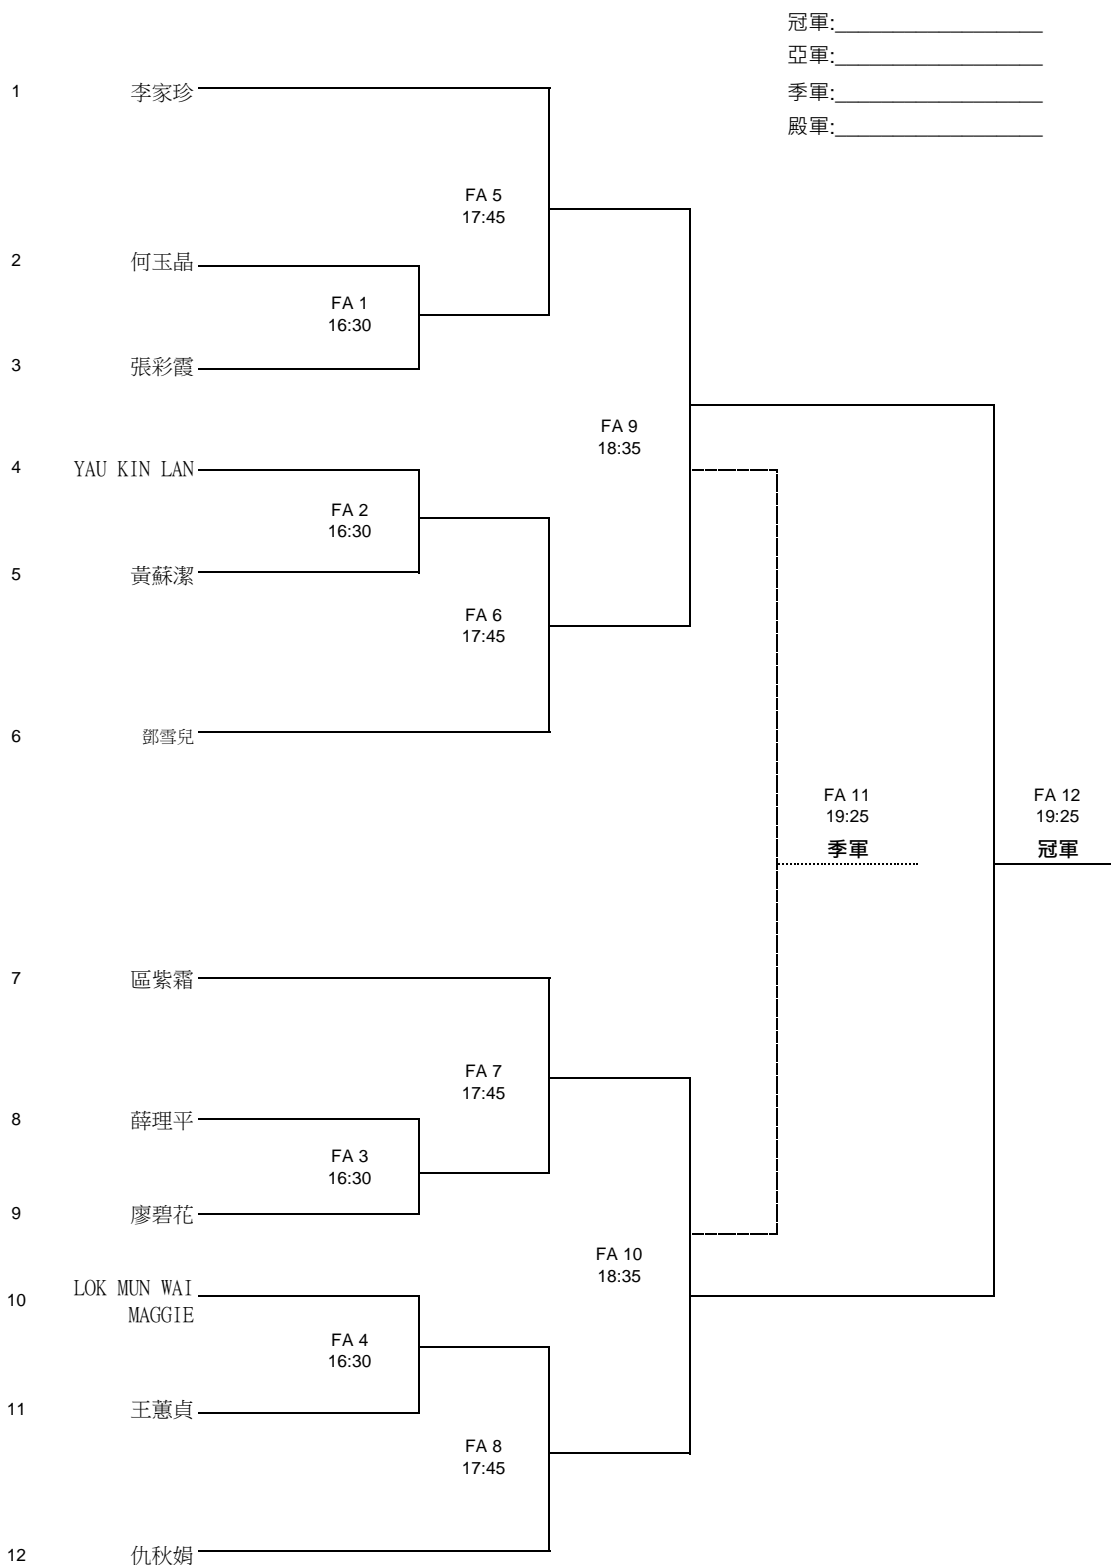 冠軍:____________________
亞軍:____________________
季軍:____________________
殿軍:____________________
1 李家珍
FA 5
17:45
2 何玉晶
FA 1
16:30
3 張彩霞
FA 9
18:35
4 YAU KIN LAN
FA 2
16:30
5 黃蘇潔
FA 6
17:45
6 鄧雪兒
FA 11
19:25
季軍
FA 12
19:25
冠軍
7 區紫霜
FA 7
17:45
8 薛理平
FA 3
16:30
9 廖碧花
FA 10
18:35
10 LOK MUN WAI
MAGGIE
FA 4
16:30
11 王蕙貞
FA 8
17:45
12 仇秋娟